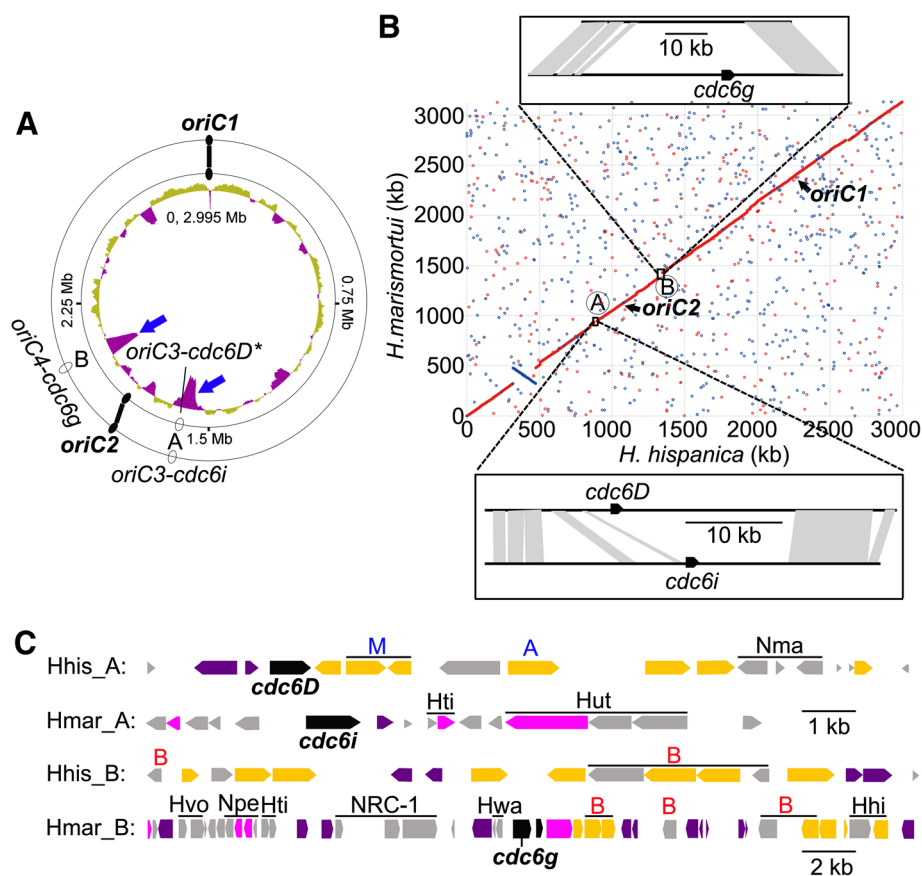 A
oriC1
0, 2.995 Mb
0.75 Mb
2.25 Mb
oriC3-cdc6D*
B
oriC4-cdc6g
oriC2
A
1.5 Mb
oriC3-cdc6i
B
10 kb
cdc6g
H.marismortui (kb)
3000
2500
2000
1500
1000
500
0
oriC1
B
A
oriC2
0 500 1000 1500 2000 2500 3000
H. hispanica (kb)
cdc6D
10 kb
cdc6i
C
M A Nma
Hhis_A:
cdc6D
Hti Hut
Hmar_A:
cdc6i
1 kb
B B
Hhis_B:
Hvo Npe Hti NRC-1 Hwa B B B Hhi
Hmar_B:
cdc6g
2 kb